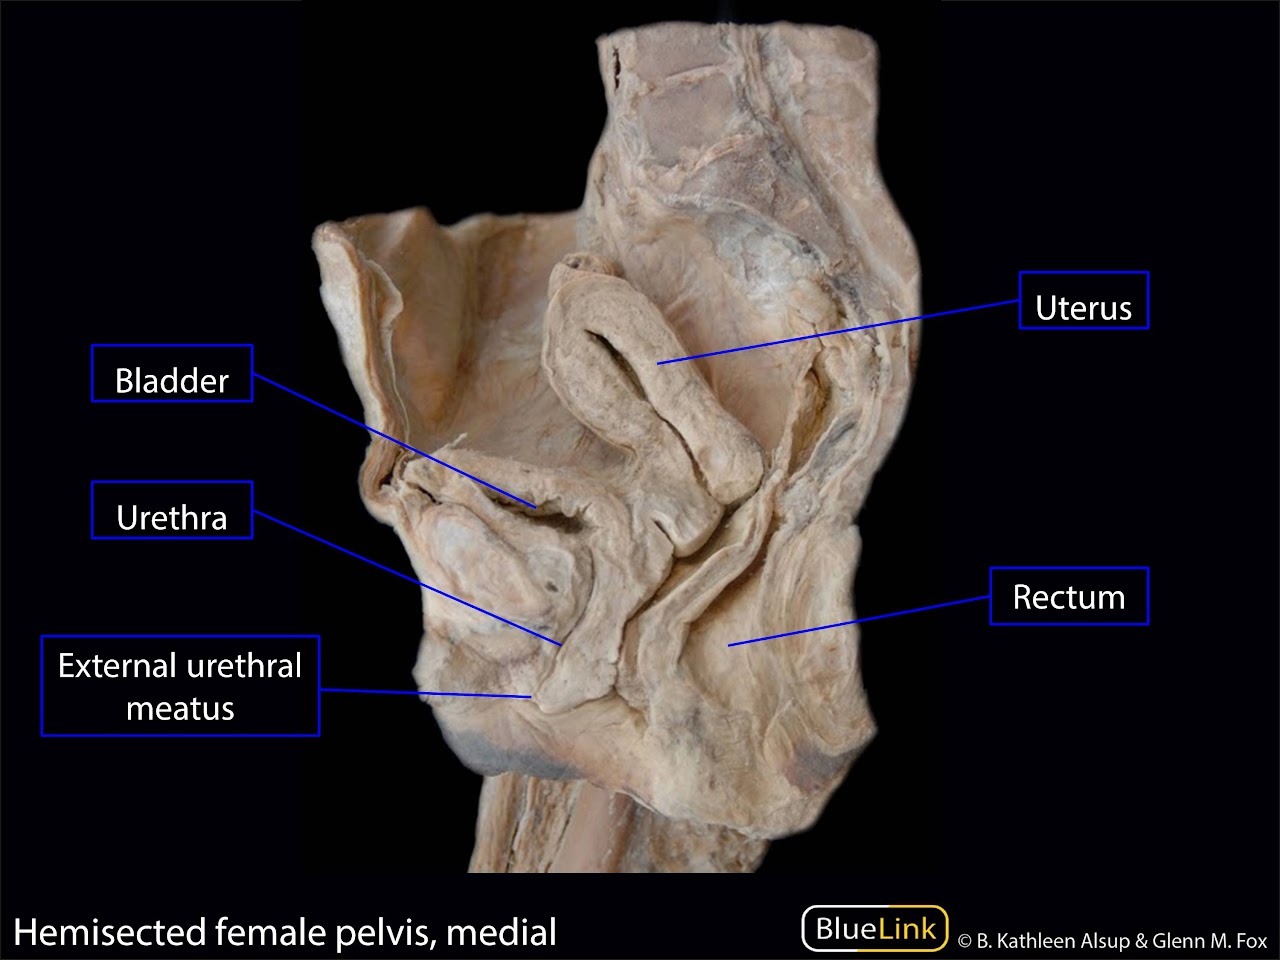 Uterus
Bladder
Urethra
Rectum
External urethral
meatus
Hemisected female pelvis, medial
BlueLink
© B. Kathleen Alsup & Glenn M. Fox